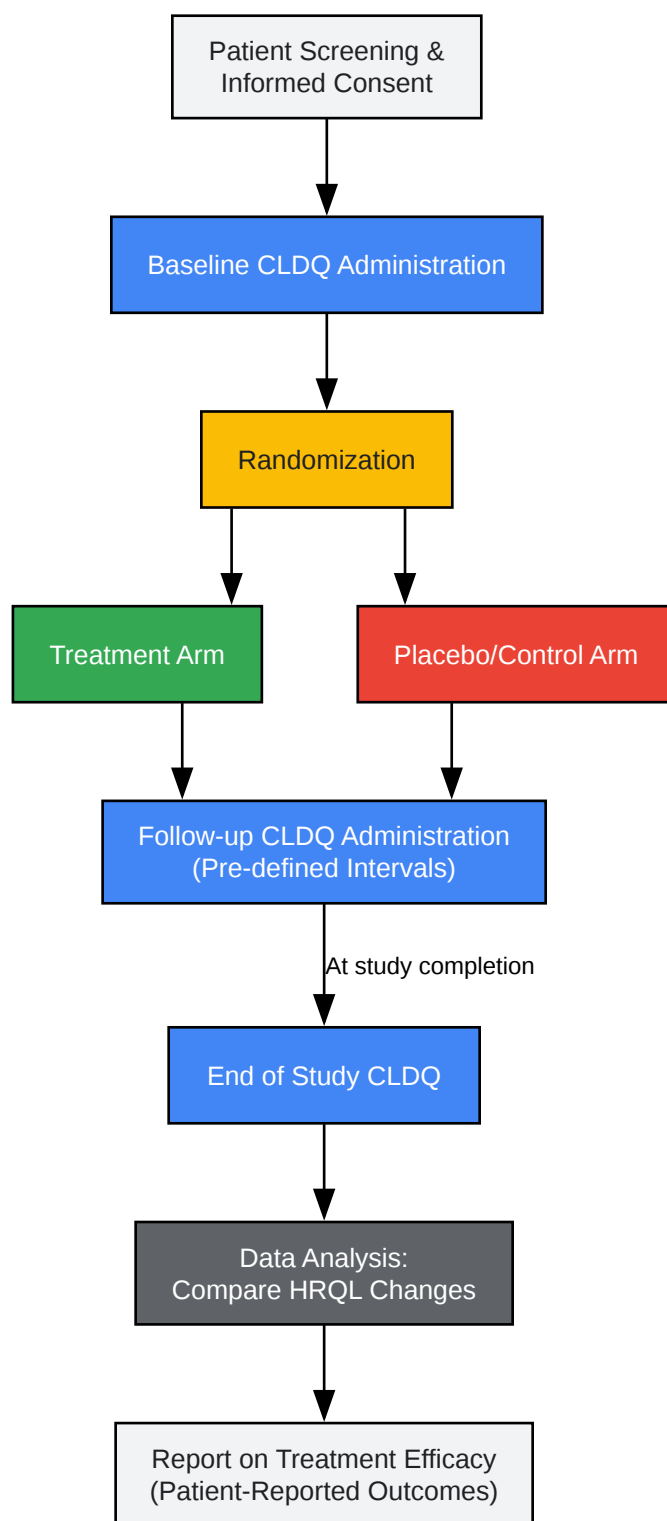 Patient Screening &
Informed Consent
Baseline CLDQ Administration
Randomization
Treatment Arm
Placebo/Control Arm
Follow-up CLDQ Administration
(Pre-defined Intervals)
At study completion
End of Study CLDQ
Data Analysis:
Compare HRQL Changes
Report on Treatment Efficacy
(Patient-Reported Outcomes)